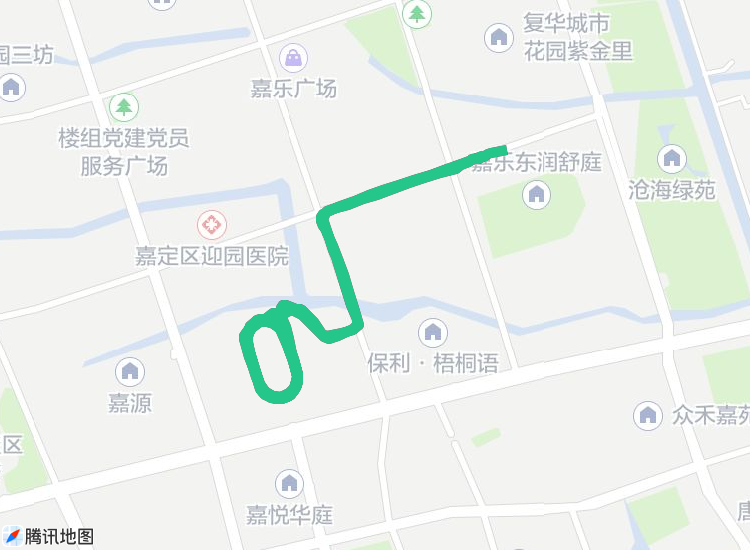 复华城市
花园紫金里
园三坊
嘉乐广场
楼组党建党员
服务广场
嘉乐东润舒庭
沧海绿苑
嘉定区迎园医院
保利·梧桐语
嘉源
众禾嘉苑
区
嘉悦华庭
唐
腾讯地图